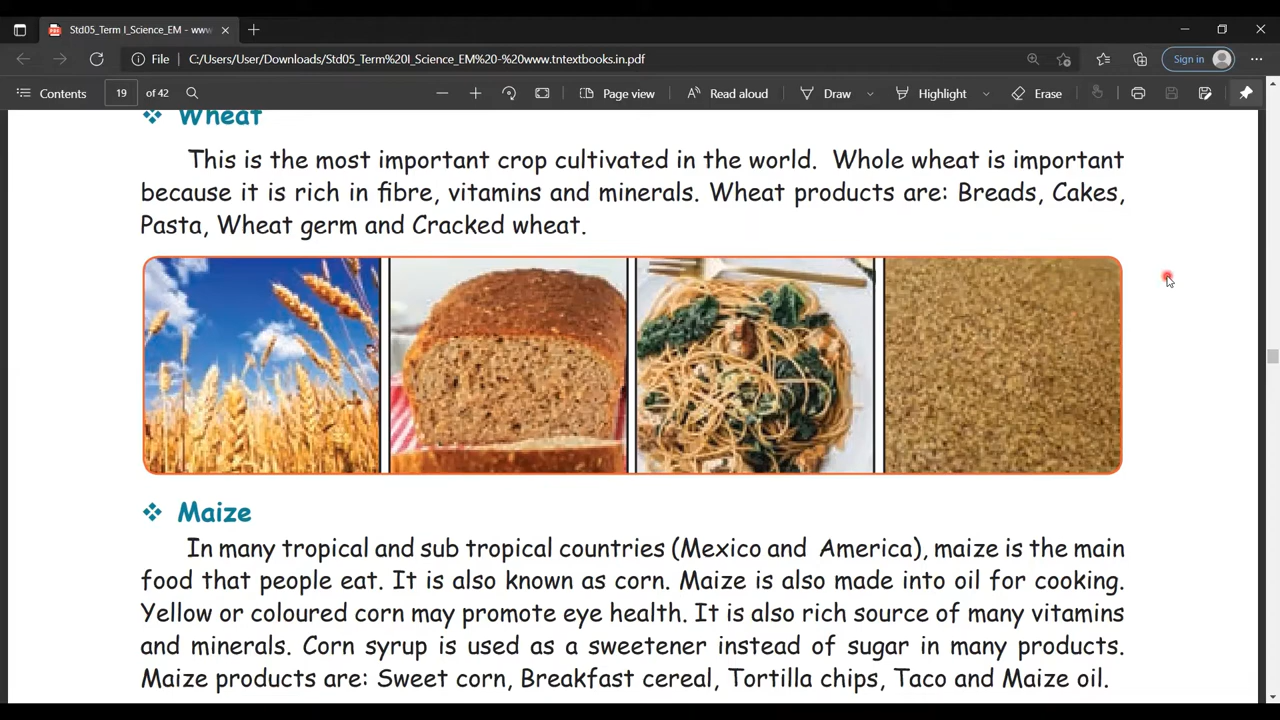 Std05_Term I_Science_EM - www
File
C:/Users/User/Downloads/Std05_Term%20I_Science_EM%20-%20www.tntextbooks.in.pdf
Sign in
Contents
19
of 42
Page view
Read aloud
Draw
Highlight
Erase
Wheat
This is the most important crop cultivated in the world. Whole wheat is important
because it is rich in fibre, vitamins and minerals. Wheat products are: Breads, Cakes,
Pasta, Wheat germ and Cracked wheat.
Maize
In many tropical and sub tropical countries (Mexico and America), maize is the main
food that people eat. It is also known as corn. Maize is also made into oil for cooking.
Yellow or coloured corn may promote eye health. It is also rich source of many vitamins
and minerals. Corn syrup is used as a sweetener instead of sugar in many products.
Maize products are: Sweet corn, Breakfast cereal, Tortilla chips, Taco and Maize oil.